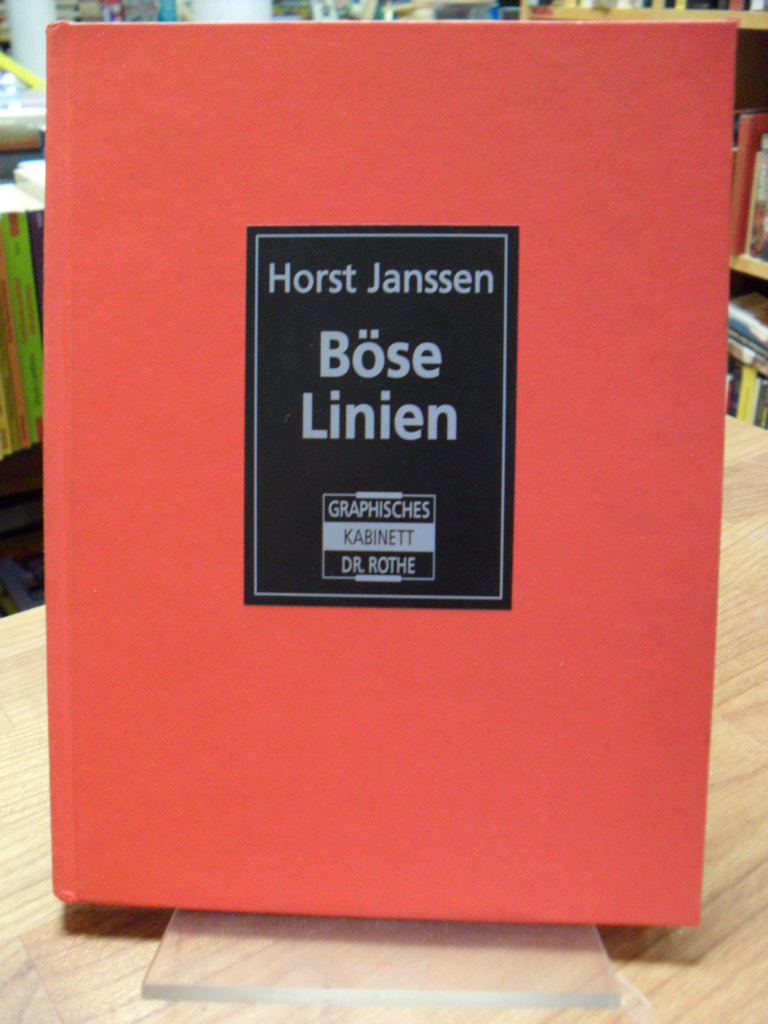 Horst Janssen
Böse
Linien
GRAPHISCHES
KABINETT
DR. ROTHE